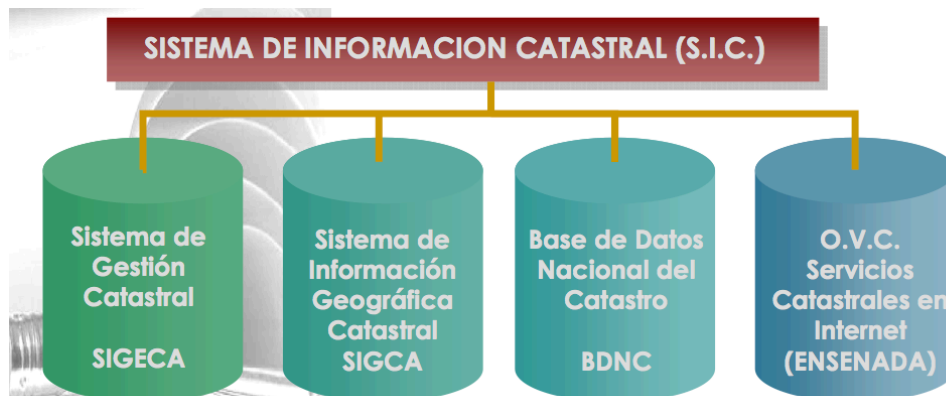 SISTEMA DE INFORMACION CATASTRAL (S.I.C.)
Sistema de
Gestión
Catastral
SIGECA
Sistema de
Información
Geográfica
Catastral
SIGCA
Base de Datos
Nacional del
Catastro
BDNC
O.V.C.
Servicios
Catastrales en
Internet
(ENSENADA)